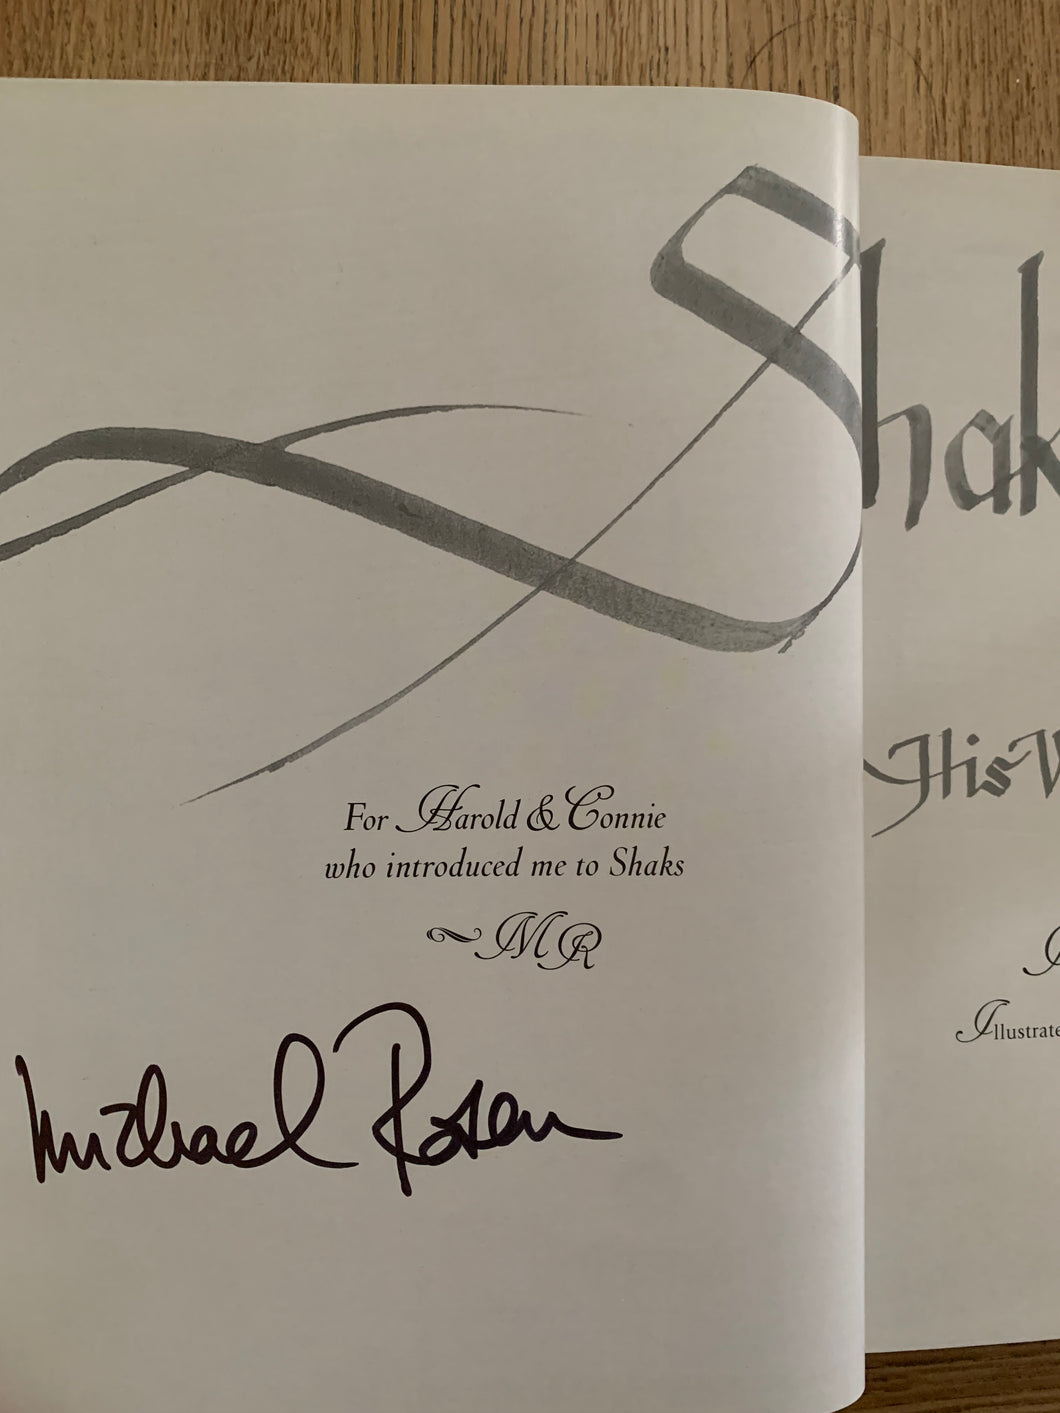 Shak
His W
For Harold & Connie
who introduced me to Shaks
~MR
Illustrate
Michael Rosen